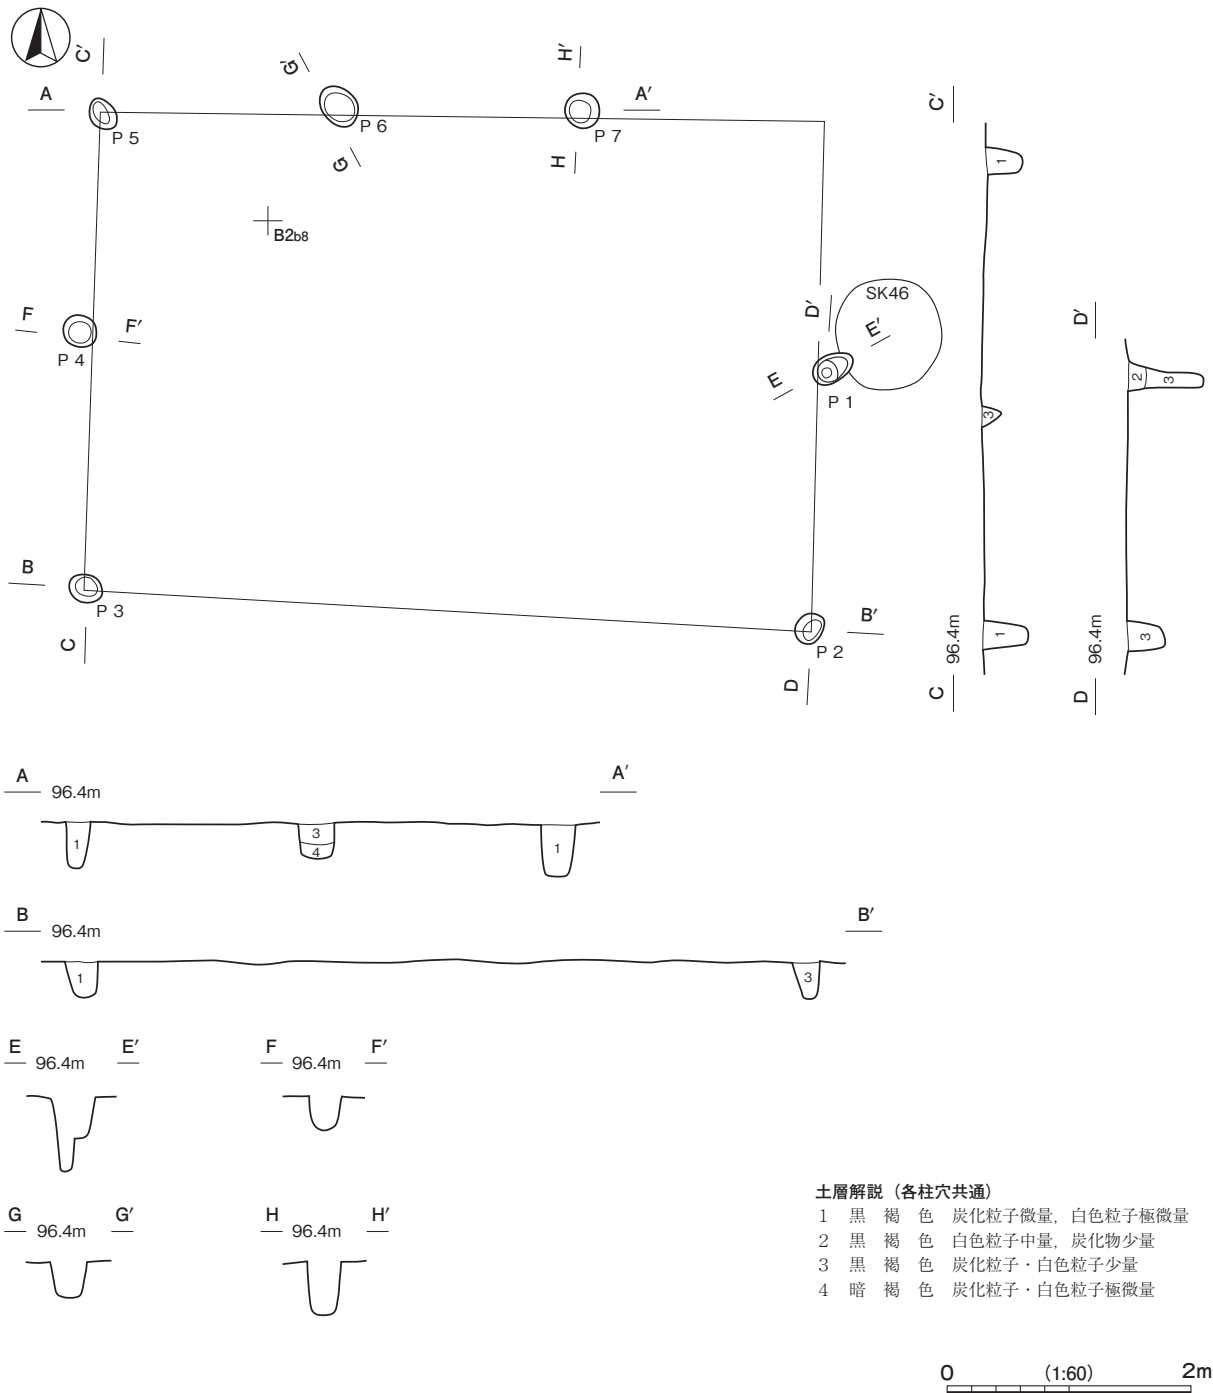 C′
G′
H′
C′
A
A′
P 5
P 6
P 7
G
H
B2b8
1
SK46
D′
D′
F
F′
E′
P 4
E
P 1
2
3
3
B
P 3
B′
P 2
C
D
1
3
96.4m
96.4m
C
D
A
96.4m
A′
1
3
4
1
B
96.4m
B′
1
3
E
96.4m
E′
F
96.4m
F′
G
96.4m
G′
H
96.4m
H′
土層解説（各柱穴共通）
1 黒 褐 色 炭化粒子微量，白色粒子極微量
2 黒 褐 色 白色粒子中量，炭化物少量
3 黒 褐 色 炭化粒子・白色粒子少量
4 暗 褐 色 炭化粒子・白色粒子極微量
0 (1:60) 2m